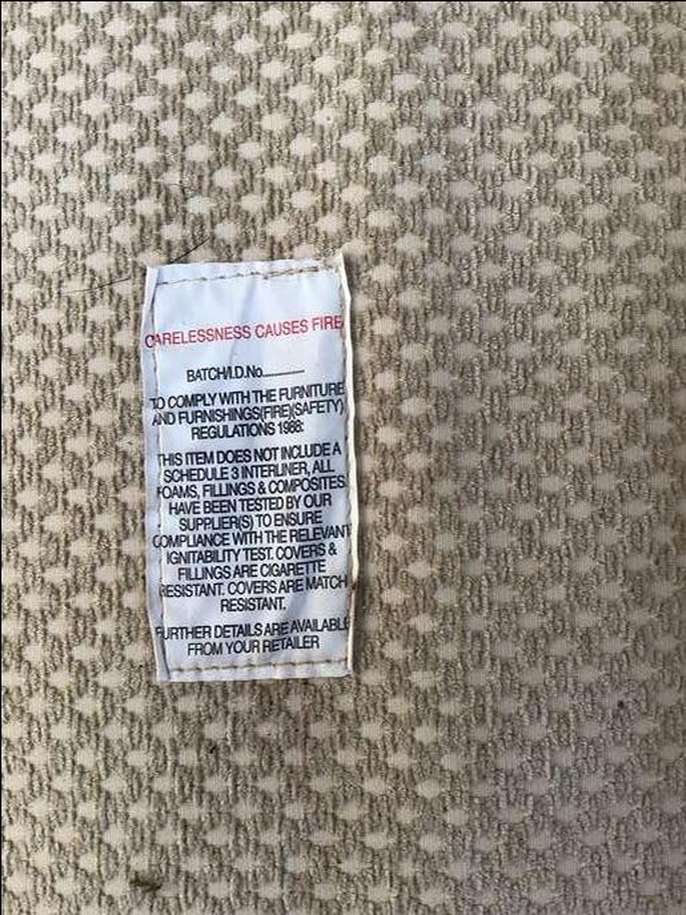 CARELESSNESS CAUSES FIRE
BATCH/I.D.No............
TO COMPLY WITH THE FURNITURE
AND FURNISHINGS(FIRE)(SAFETY)
REGULATIONS 1988:
THIS ITEM DOES NOT INCLUDE A
SCHEDULE 3 INTERLINER, ALL
FOAMS, FILLINGS & COMPOSITES
HAVE BEEN TESTED BY OUR
SUPPLIER(S) TO ENSURE
COMPLIANCE WITH THE RELEVANT
IGNITABILITY TEST. COVERS &
FILLINGS ARE CIGARETTE
RESISTANT. COVERS ARE MATCH
RESISTANT.
FURTHER DETAILS ARE AVAILABLE
FROM YOUR RETAILER